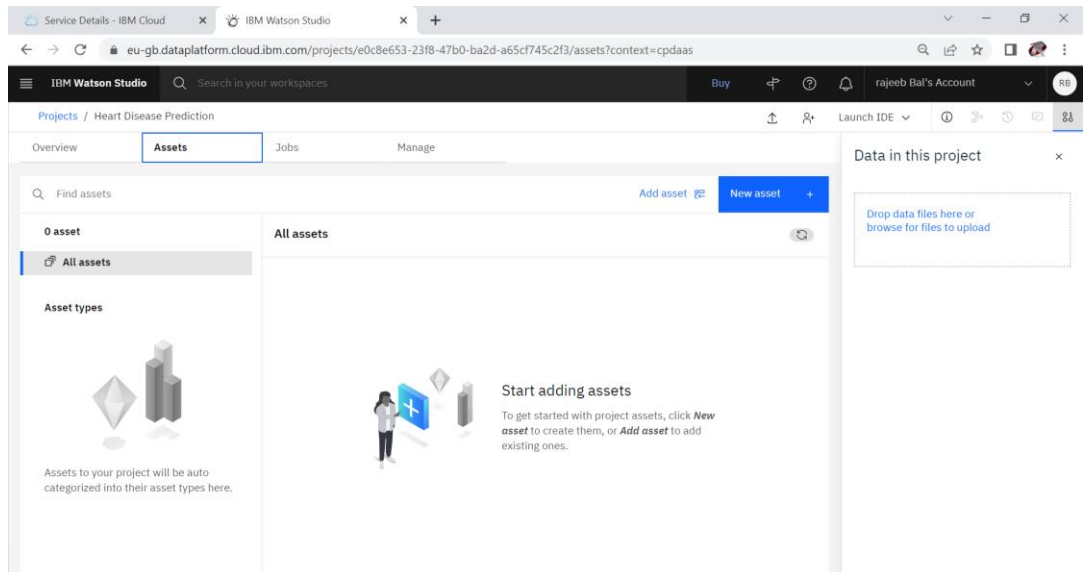 Service Details - IBM Cloud
IBM Watson Studio
eu-gb.dataplatform.cloud.ibm.com/projects/e0c8e653-23f8-47b0-ba2d-a65cf745c2f3/assets?context=cpdaas
IBM Watson Studio
Search in your workspaces
Buy
rajeeb Bal's Account
RB
Projects / Heart Disease Prediction
Launch IDE
Overview
Assets
Jobs
Manage
Data in this project
Find assets
Add asset
New asset +
Drop data files here or
browse for files to upload
0 asset
All assets
All assets
Asset types
Start adding assets
To get started with project assets, click New
asset to create them, or Add asset to add
existing ones.
Assets to your project will be auto
categorized into their asset types here.